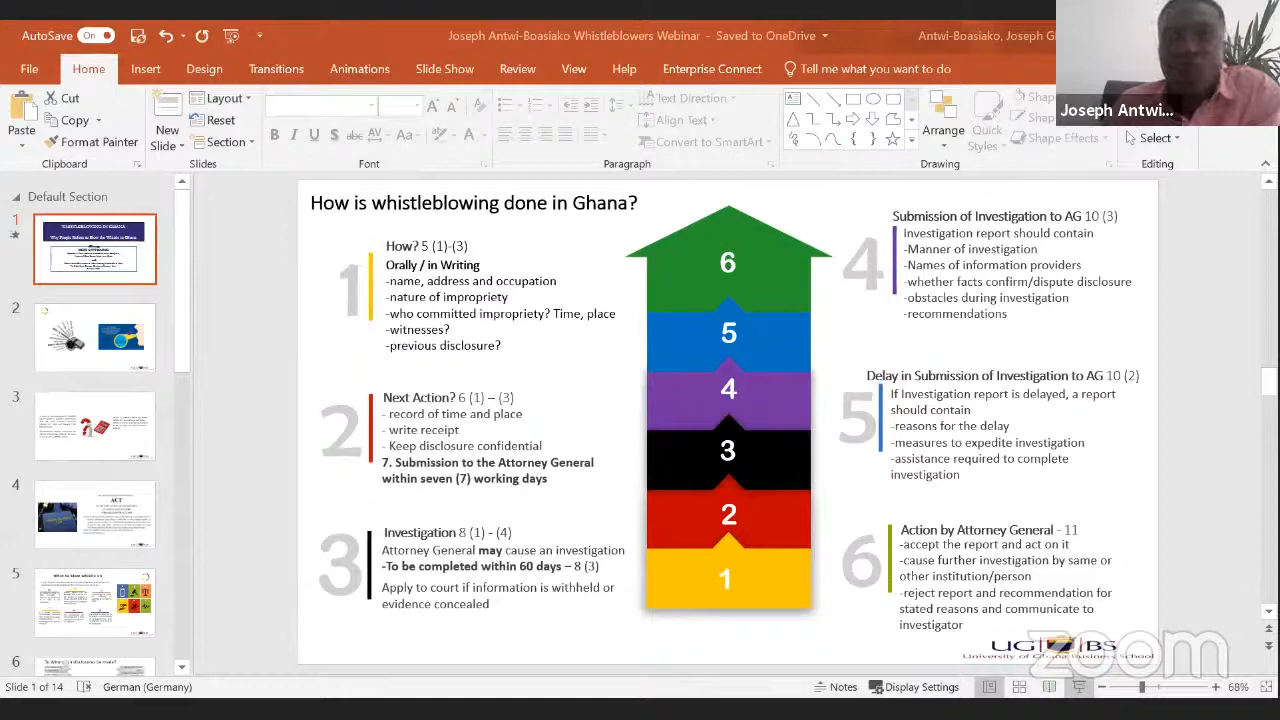 AutoSave On
Joseph Antwi-Boasiako Whistleblowers Webinar - Saved to OneDrive
Antwi-Boasiako, Joseph
Joseph Antwi...
File Home Insert Design Transitions Animations Slide Show Review View Help Enterprise Connect Tell me what you want to do
Paste
Cut
Copy
Format Painter
Clipboard
New
Slide
Layout
Reset
Section
Slides
Font
Text Direction
Align Text
Convert to SmartArt
Paragraph
Arrange
Quick
Styles
Shape Effects
Drawing
Select
Editing
Default Section
1
WHISTLEBLOWING IN GHANA
2
3
4
ACT
5
6
How is whistleblowing done in Ghana?
1
How? 5 (1)-(3)
Orally / in Writing
-name, address and occupation
-nature of impropriety
-who committed impropriety? Time, place
-witnesses?
-previous disclosure?
2
Next Action? 6 (1) – (3)
- record of time and place
- write receipt
- Keep disclosure confidential
7. Submission to the Attorney General
within seven (7) working days
3
Investigation 8 (1) - (4)
Attorney General may cause an investigation
-To be completed within 60 days – 8 (3)
Apply to court if information is withheld or
evidence concealed
6
5
4
3
2
1
4
Submission of Investigation to AG 10 (3)
Investigation report should contain
-Manner of investigation
-Names of information providers
-whether facts confirm/dispute disclosure
-obstacles during investigation
-recommendations
5
Delay in Submission of Investigation to AG 10 (2)
If Investigation report is delayed, a report
should contain
-reasons for the delay
-measures to expedite investigation
-assistance required to complete
investigation
6
Action by Attorney General - 11
-accept the report and act on it
-cause further investigation by same or
other institution/person
-reject report and recommendation for
stated reasons and communicate to
investigator
UG BS
University of Ghana Business School
zoom
Slide 1 of 14
German (Germany)
Notes
Display Settings
68%